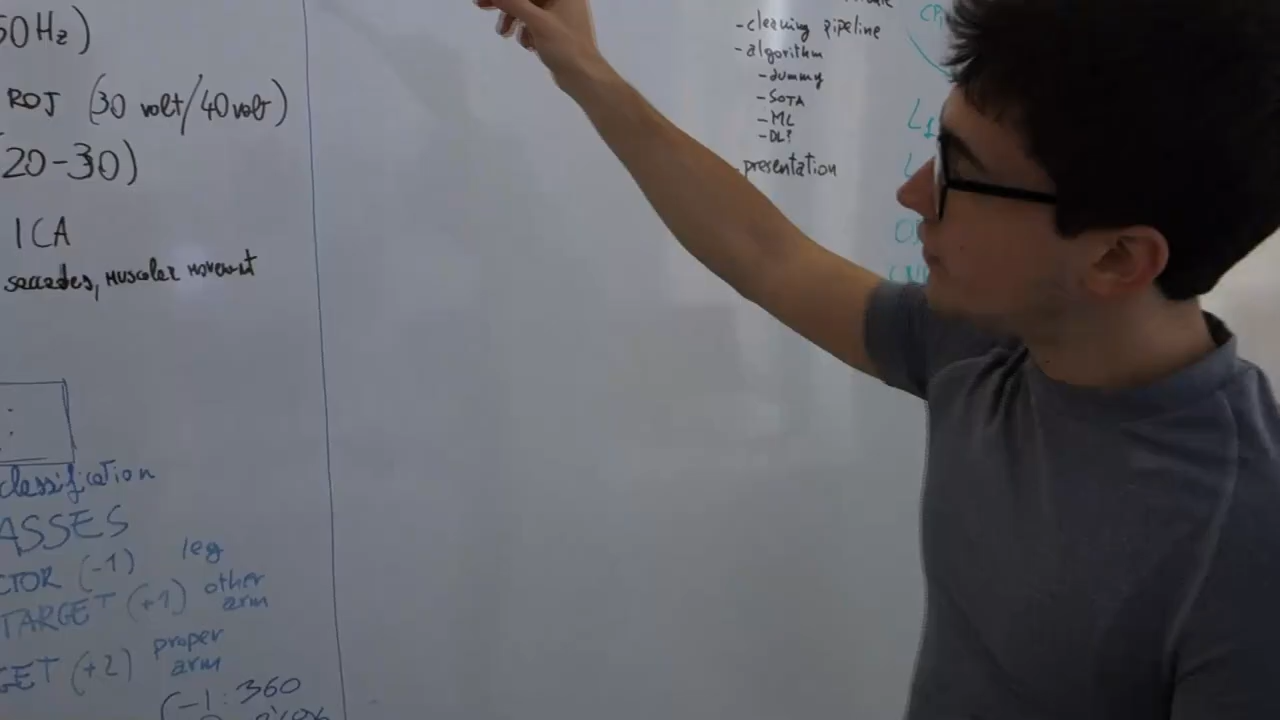 50Hz)
ROJ (30 volt/40 volt)
20-30)
ICA
saccades, muscolar movement
classification
ASSES
CTOR (-1) leg
TARGET (+1) other arm
GET (+2) proper arm
(-1: 360
- cleaning pipeline
- algorithm
- dummy
- SOTA
- ML
- DL?
presentation